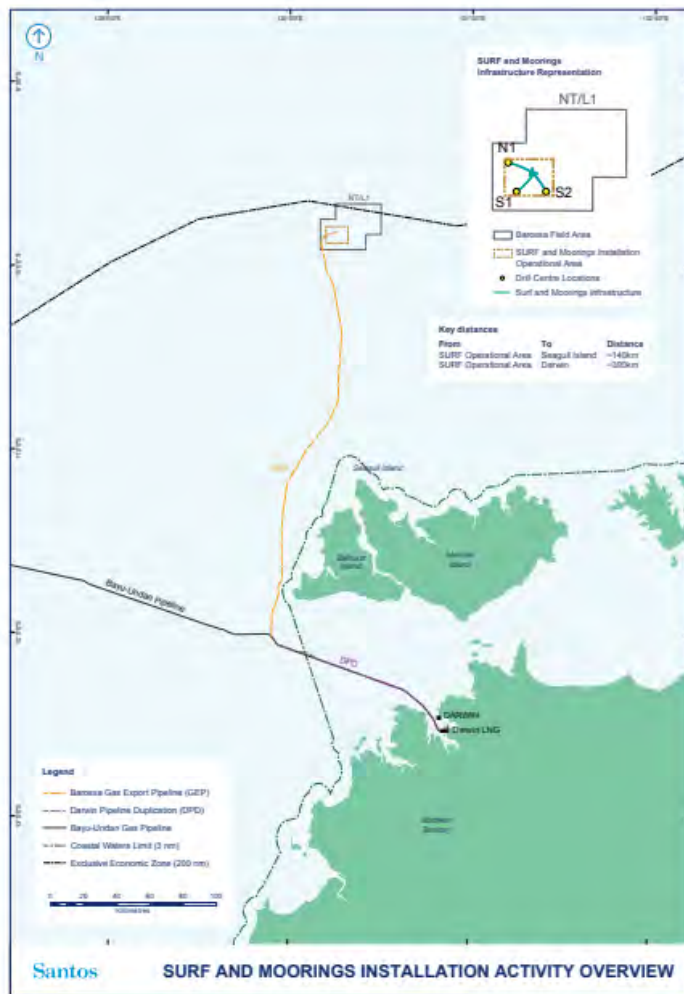 N
SURF and Moorings
Infrastructure Representation
NT/L1
N1
S1
S2
Barossa Field Area
SURF and Moorings Installation
Operational Area
Drill Centre Locations
Surf and Moorings Infrastructure
Key distances
From To Distance
SURF Operational Area Seagull Island ~140km
SURF Operational Area Darwin
NT/L1
Seagull Island
Bathurst
Island
Melville
Island
Bayu-Undan Pipeline
DPD
DARWIN
Darwin LNG
Northern
Territory
Legend
Barossa Gas Export Pipeline (GEP)
Darwin Pipeline Duplication (DPD)
Bayu-Undan Gas Pipeline
Coastal Waters Limit (3 nm)
Exclusive Economic Zone (200 nm)
0 20 40 60 80 100
Kilometres
Santos
SURF AND MOORINGS INSTALLATION ACTIVITY OVERVIEW